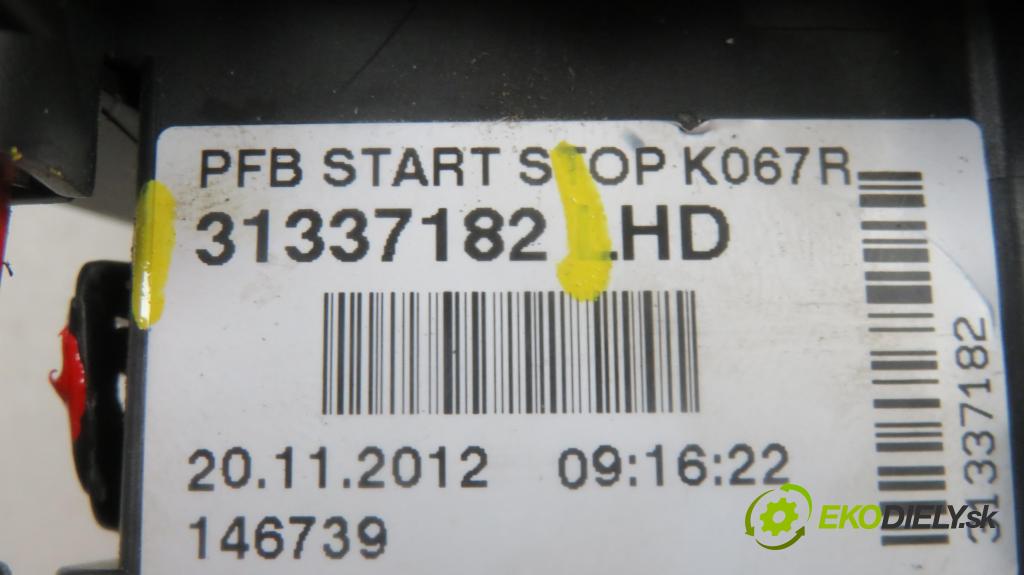 PFB START STOP K067R
31337182 LHD
20.11.2012 09:16:22
146739
31337182
EKODIELY.sk